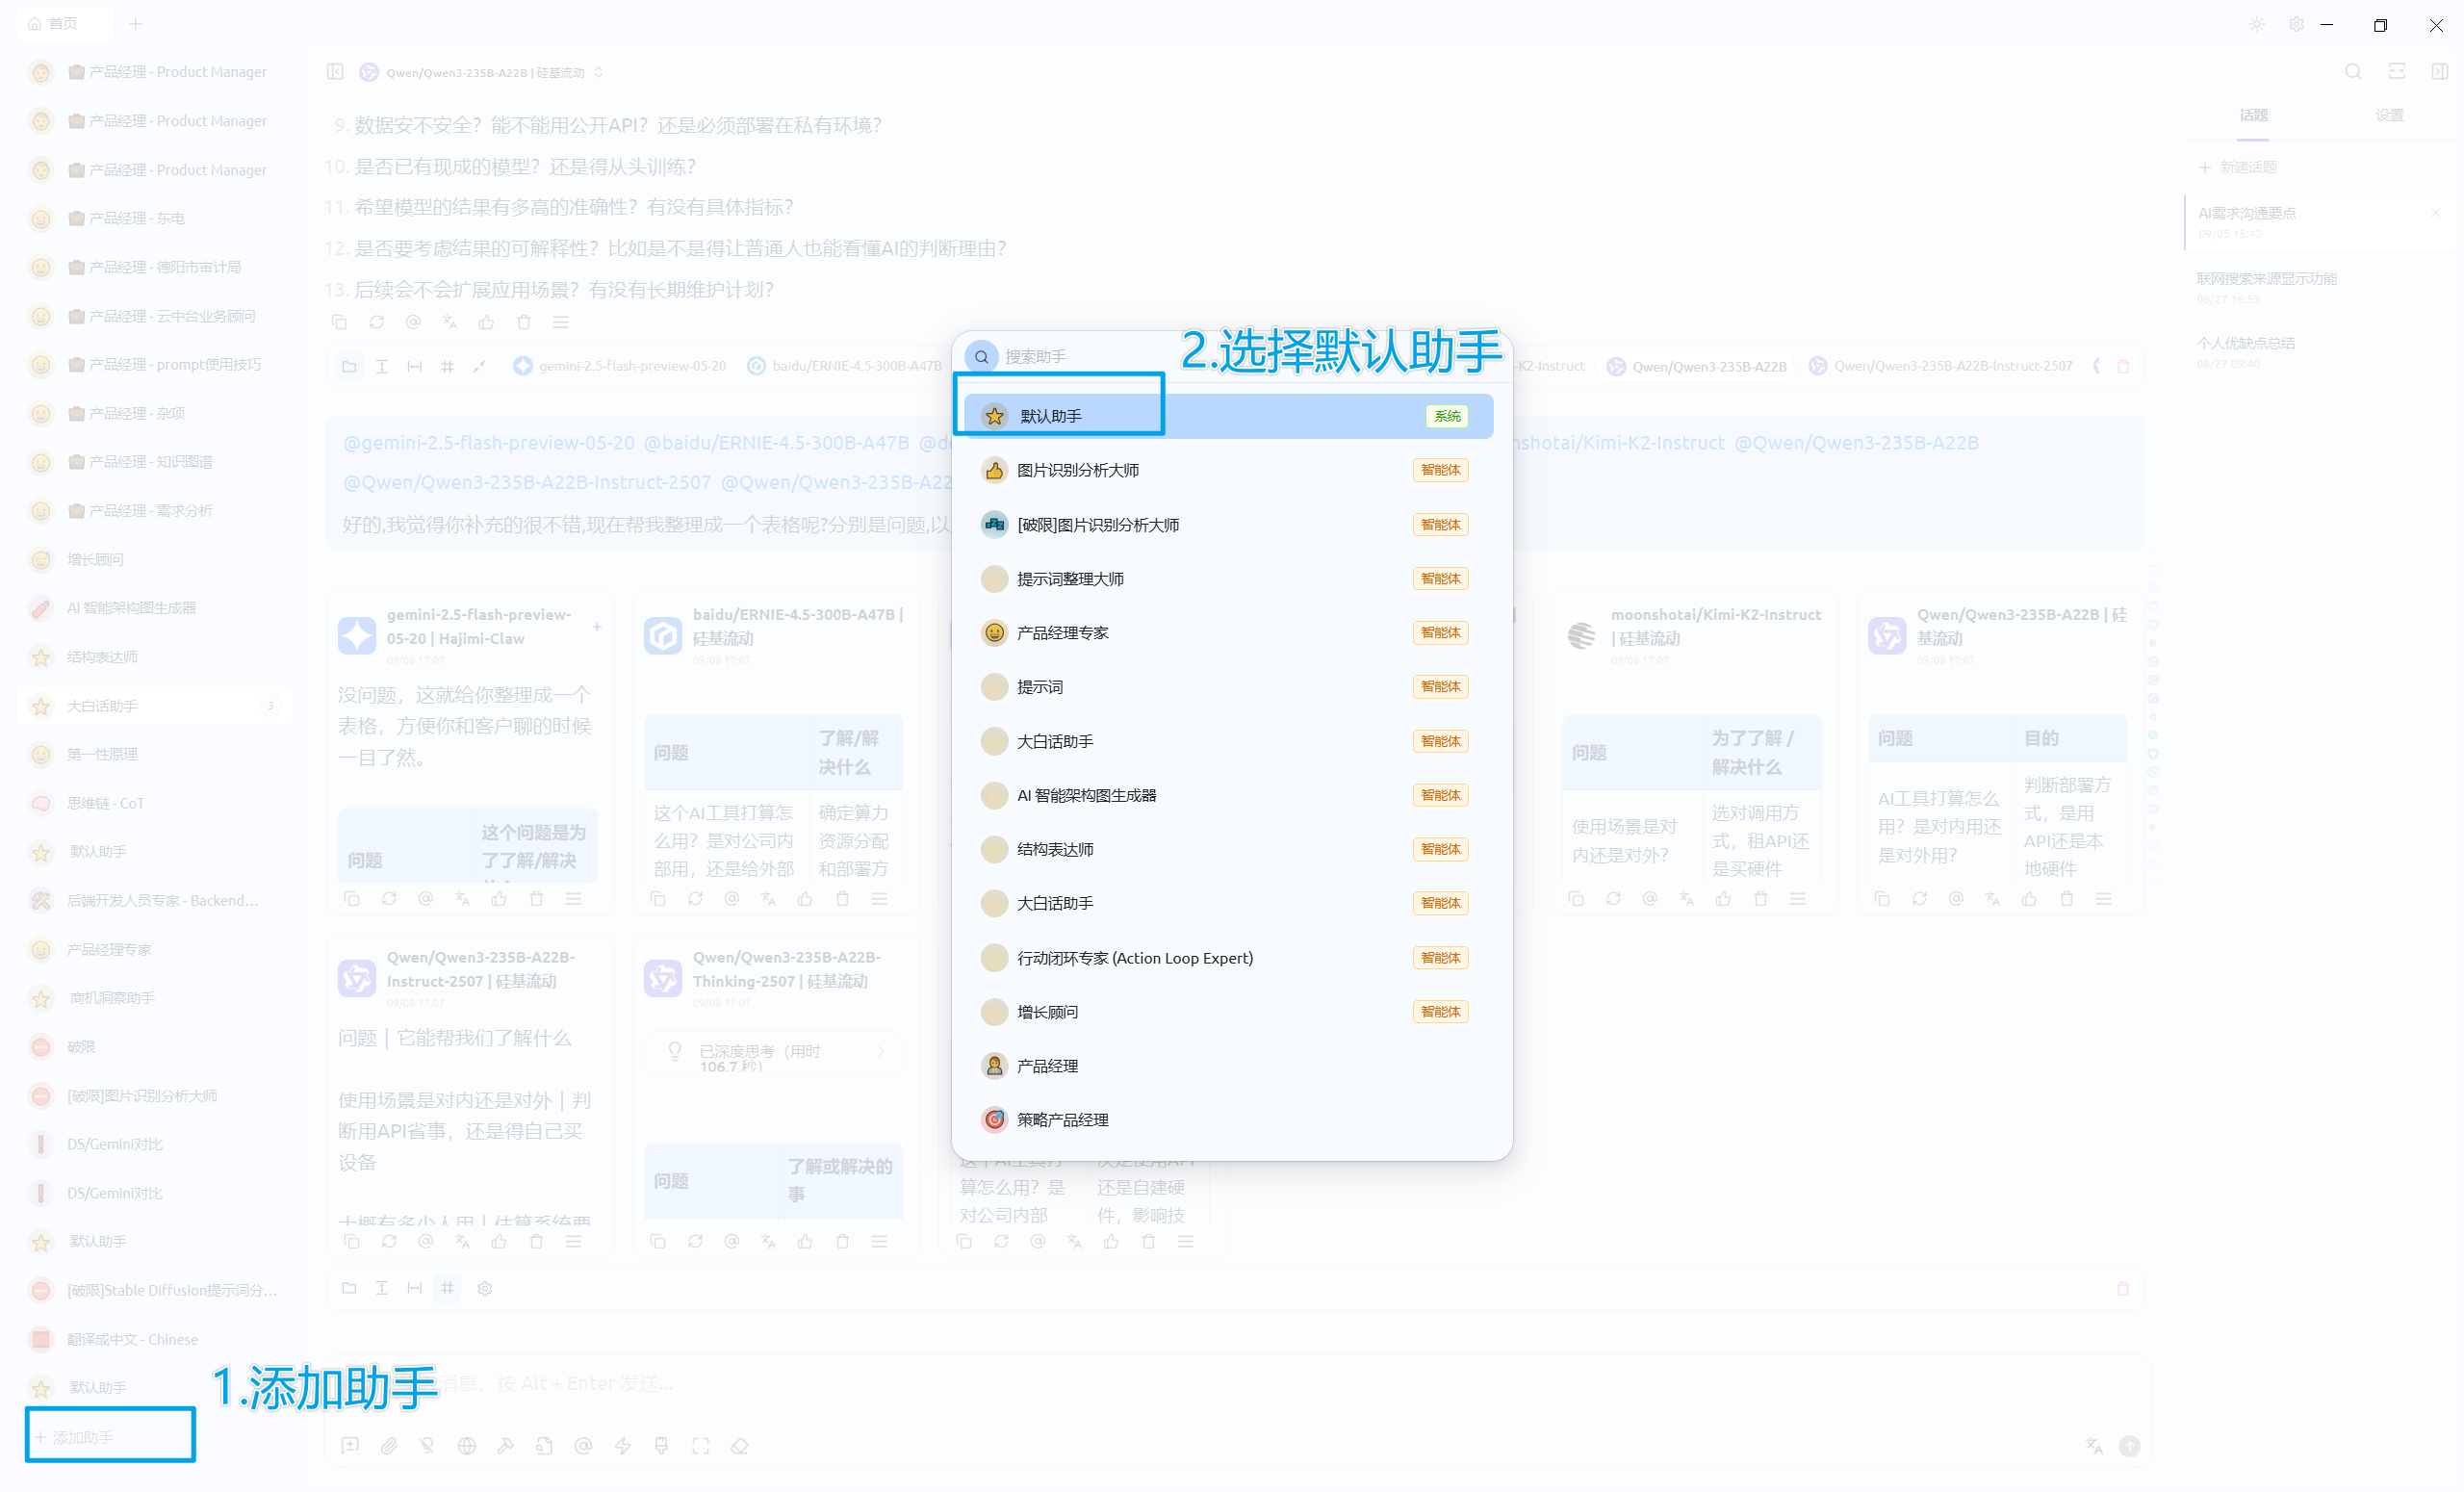 首页
产品经理 - Product Manager
产品经理 - Product Manager
产品经理 - Product Manager
产品经理 - 东电
产品经理 - 德阳市审计局
产品经理 - 云中台业务顾问
产品经理 - prompt使用技巧
产品经理 - 杂项
产品经理 - 知识图谱
产品经理 - 需求分析
增长顾问
AI 智能架构图生成器
结构表达师
大白话助手 3
第一性原理
思维链 - CoT
默认助手
后端开发人员专家 - Backend...
产品经理专家
商机洞察助手
破限
[破限]图片识别分析大师
DS/Gemini对比
DS/Gemini对比
默认助手
[破限]Stable Diffusion提示词分...
翻译成中文 - Chinese
默认助手
1.添加助手
+ 添加助手
Qwen/Qwen3-235B-A22B | 硅基流动
9. 数据安不安全？能不能用公开API？还是必须部署在私有环境？
10. 是否已有现成的模型？还是得从头训练？
11. 希望模型的结果有多高的准确性？有没有具体指标？
12. 是否要考虑结果的可解释性？比如是不是得让普通人也能看懂AI的判断理由？
13. 后续会不会扩展应用场景？有没有长期维护计划？
gemini-2.5-flash-preview-05-20 baidu/ERNIE-4.5-300B-A47B -K2-Instruct Qwen/Qwen3-235B-A22B Qwen/Qwen3-235B-A22B-Instruct-2507
@gemini-2.5-flash-preview-05-20 @baidu/ERNIE-4.5-300B-A47B @d nshotai/Kimi-K2-Instruct @Qwen/Qwen3-235B-A22B
@Qwen/Qwen3-235B-A22B-Instruct-2507 @Qwen/Qwen3-235B-A22
好的,我觉得你补充的很不错,现在帮我整理成一个表格呢?分别是问题,以
gemini-2.5-flash-preview-
05-20 | Hajimi-Claw
09/08 17:07
没问题，这就给你整理成一个
表格，方便你和客户聊的时候
一目了然。
问题
这个问题是为
了了解/解决
baidu/ERNIE-4.5-300B-A47B |
硅基流动
09/08 17:07
问题
了解/解
决什么
这个AI工具打算怎
么用？是对公司内
部用，还是给外部
确定算力
资源分配
和部署方
moonshotai/Kimi-K2-Instruct
| 硅基流动
09/08 17:07
问题
为了了解 /
解决什么
使用场景是对
内还是对外？
选对调用方
式，租API还
是买硬件
Qwen/Qwen3-235B-A22B | 硅
基流动
09/08 17:07
问题
目的
AI工具打算怎么
用？是对内用还
是对外用？
判断部署方
式，是用
API还是本
地硬件
Qwen/Qwen3-235B-A22B-
Instruct-2507 | 硅基流动
09/08 17:07
问题 | 它能帮我们了解什么
使用场景是对内还是对外 | 判
断用API省事，还是得自己买
设备
大概有多少人用 | 估算系统要
Qwen/Qwen3-235B-A22B-
Thinking-2507 | 硅基流动
09/08 17:07
已深度思考（用时
106.7 秒）
问题
了解或解决的
事
这个AI工具打
算怎么用？是
对公司内部
决定使用API
还是自建硬
件，影响技
消息，按 Alt + Enter 发送...
搜索助手
2.选择默认助手
默认助手 系统
图片识别分析大师 智能体
[破限]图片识别分析大师 智能体
提示词整理大师 智能体
产品经理专家 智能体
提示词 智能体
大白话助手 智能体
AI 智能架构图生成器 智能体
结构表达师 智能体
大白话助手 智能体
行动闭环专家 (Action Loop Expert) 智能体
增长顾问 智能体
产品经理
策略产品经理
话题 设置
+ 新建话题
AI需求沟通要点
09/05 15:42
联网搜索来源显示功能
08/27 16:53
个人优缺点总结
08/27 09:40